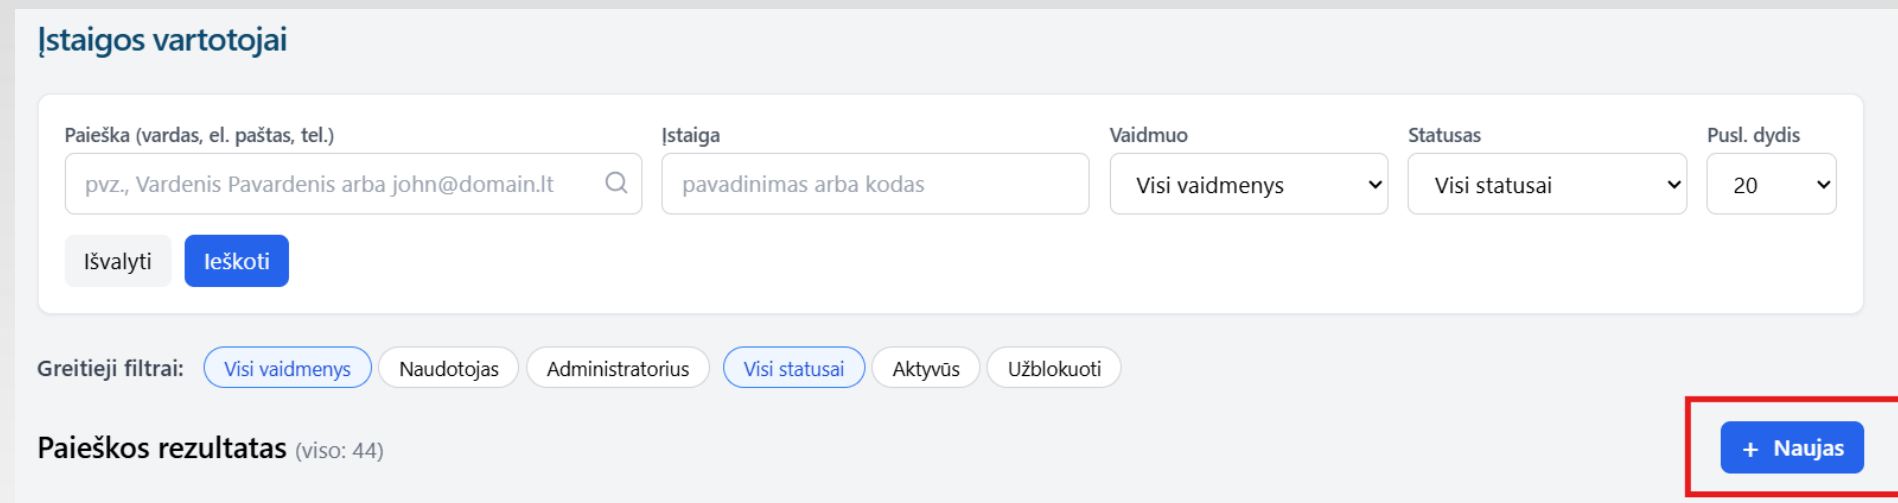 Įstaigos vartotojai
Paieška (vardas, el. paštas, tel.) Įstaiga Vaidmuo Statusas Pusl. dydis
pvz., Vardenis Pavardenis arba john@domain.lt pavadinimas arba kodas Visi vaidmenys Visi statusai 20
Išvalyti Ieškoti
Greitieji filtrai: Visi vaidmenys Naudotojas Administratorius Visi statusai Aktyvūs Užblokuoti
Paieškos rezultatas (viso: 44) + Naujas